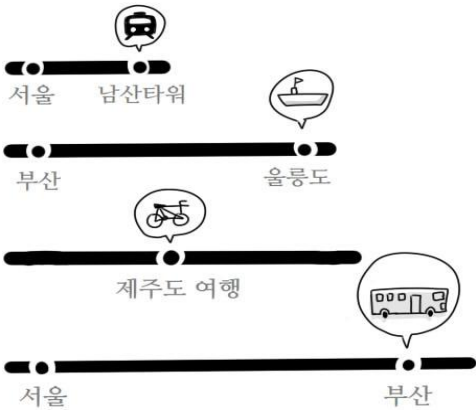 서울 남산타워
부산 울릉도
제주도 여행
서울 부산